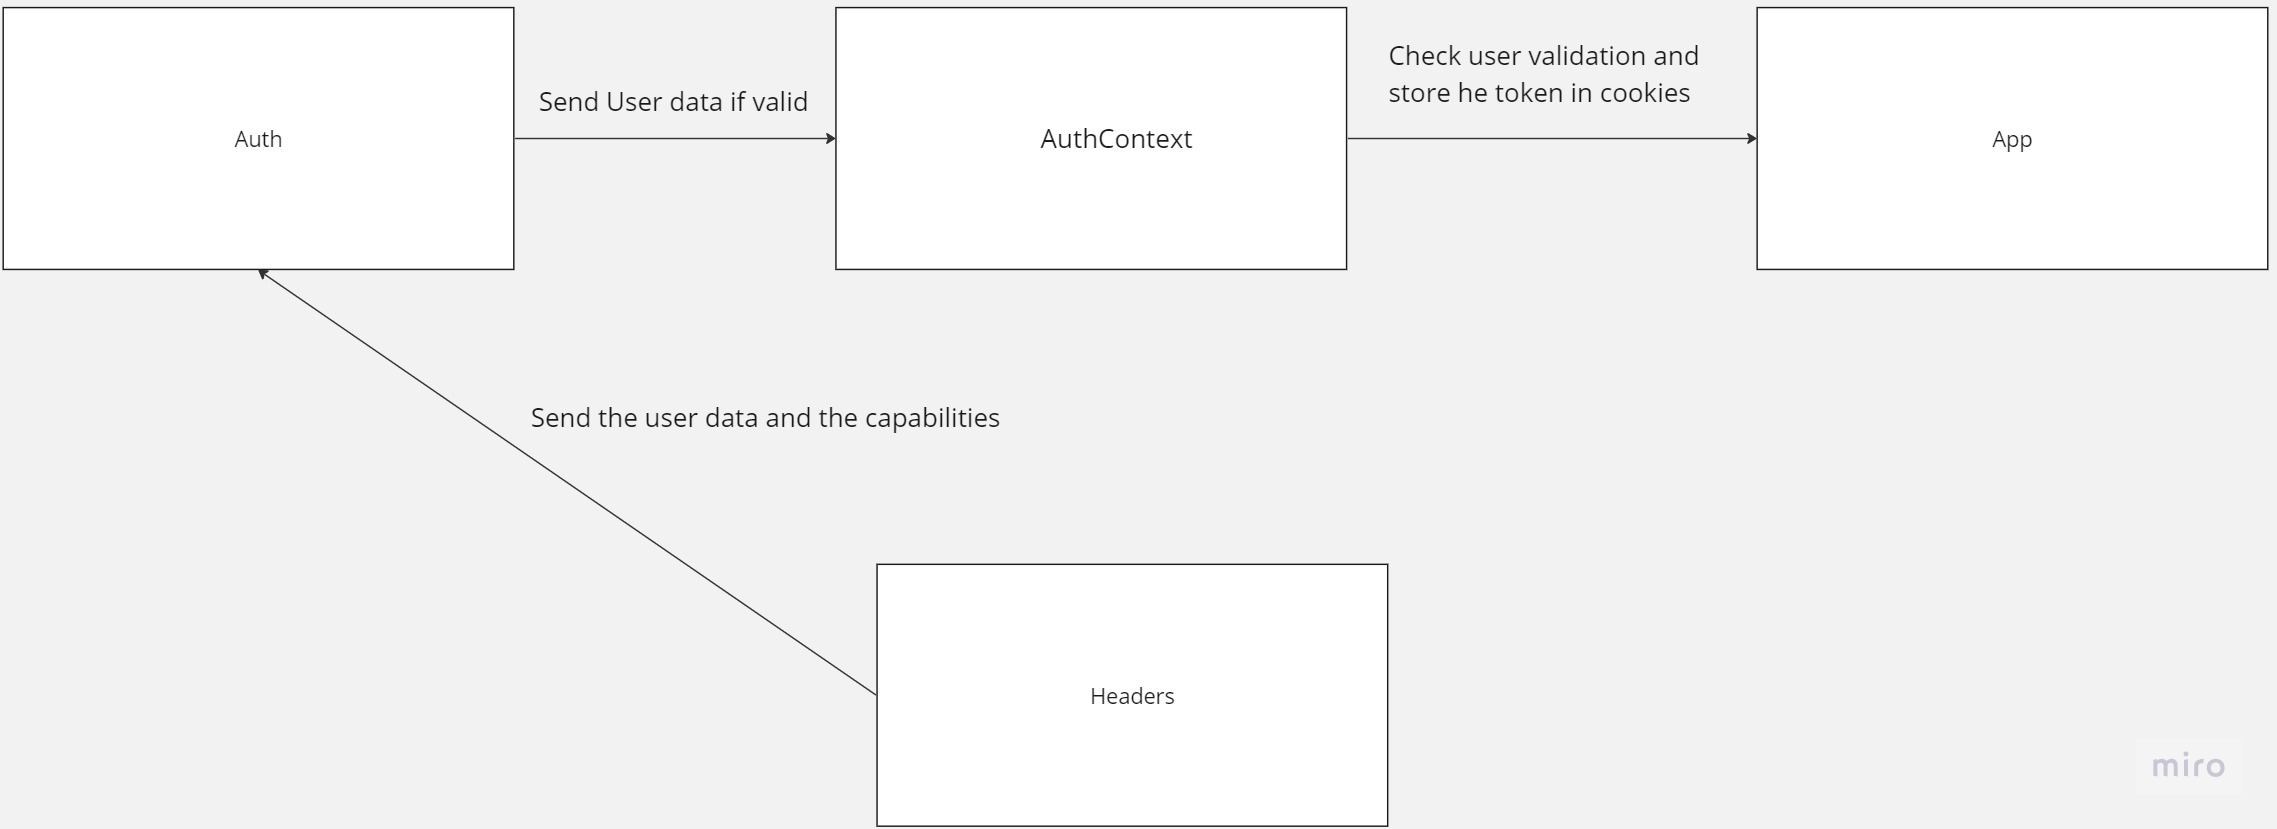 Auth
Send User data if valid
AuthContext
Check user validation and
store he token in cookies
App
Send the user data and the capabilities
Headers
miro